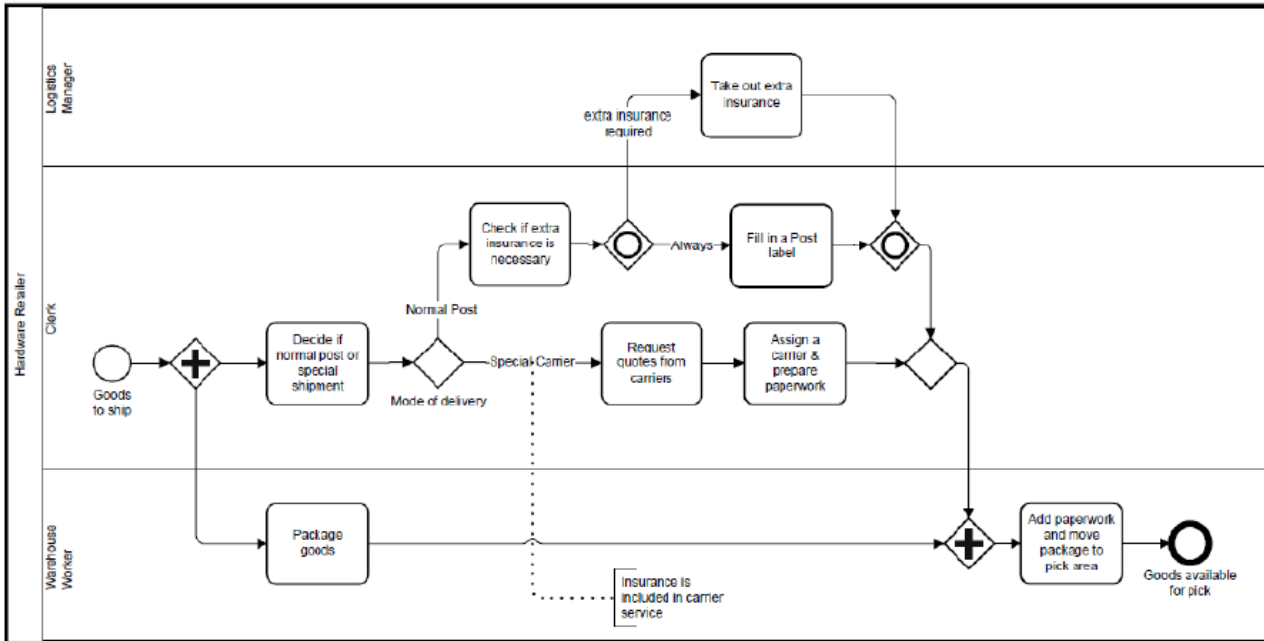 Hardware Retailer
Logistics
Manager
Take out extra
insurance
extra insurance
required
Clerk
Check if extra
insurance is
necessary
Always
Fill in a Post
label
Normal Post
Goods
to ship
Decide if
normal post or
special
shipment
Mode of delivery
Special Carrier
Request
quotes from
carriers
Assign a
carrier &
prepare
paperwork
Warehouse
Worker
Package
goods
Insurance is
included in carrier
service
Add paperwork
and move
package to
pick area
Goods available
for pick